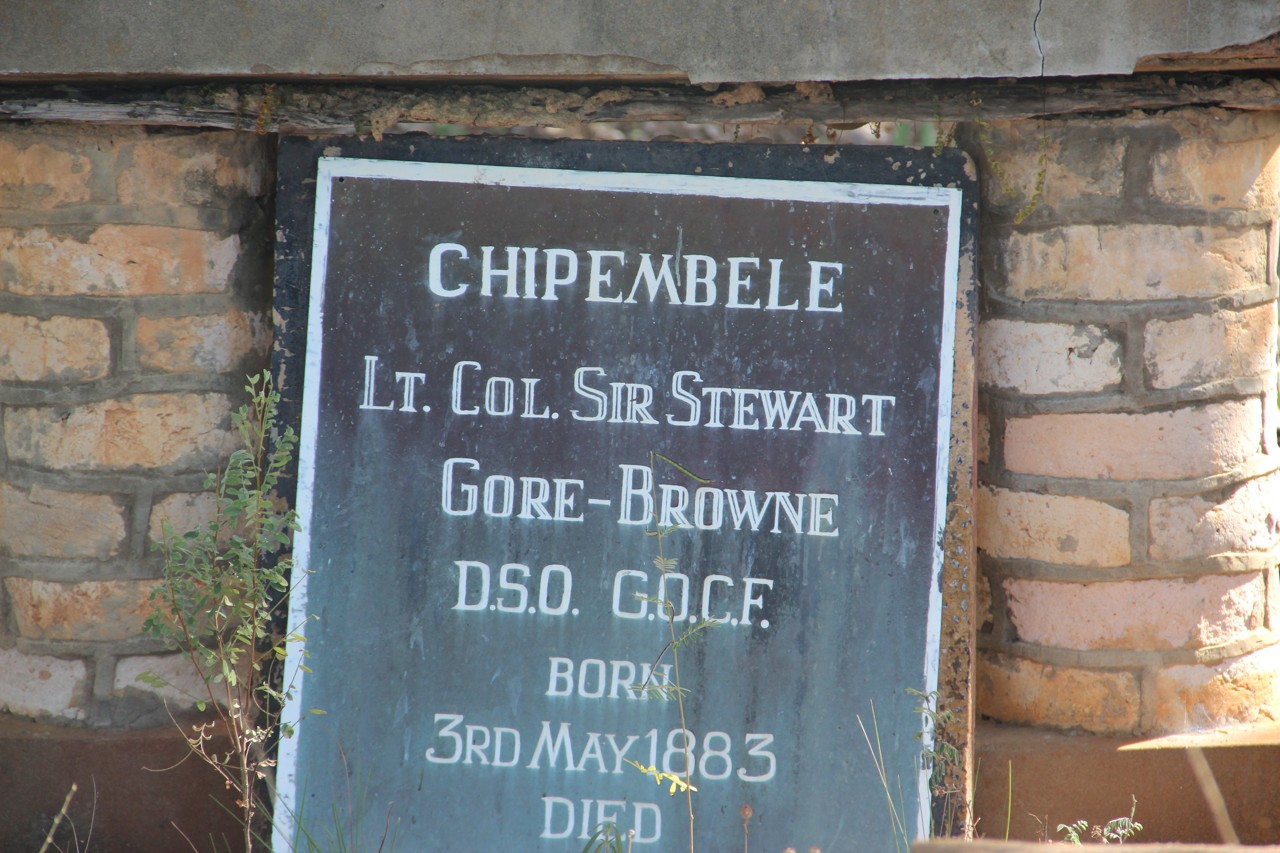 CHIPEMBELE
LT. COL. SIR STEWART
GORE-BROWNE
D.S.O. G.O.C.F.
BORN
3RD MAY 1883
DIED